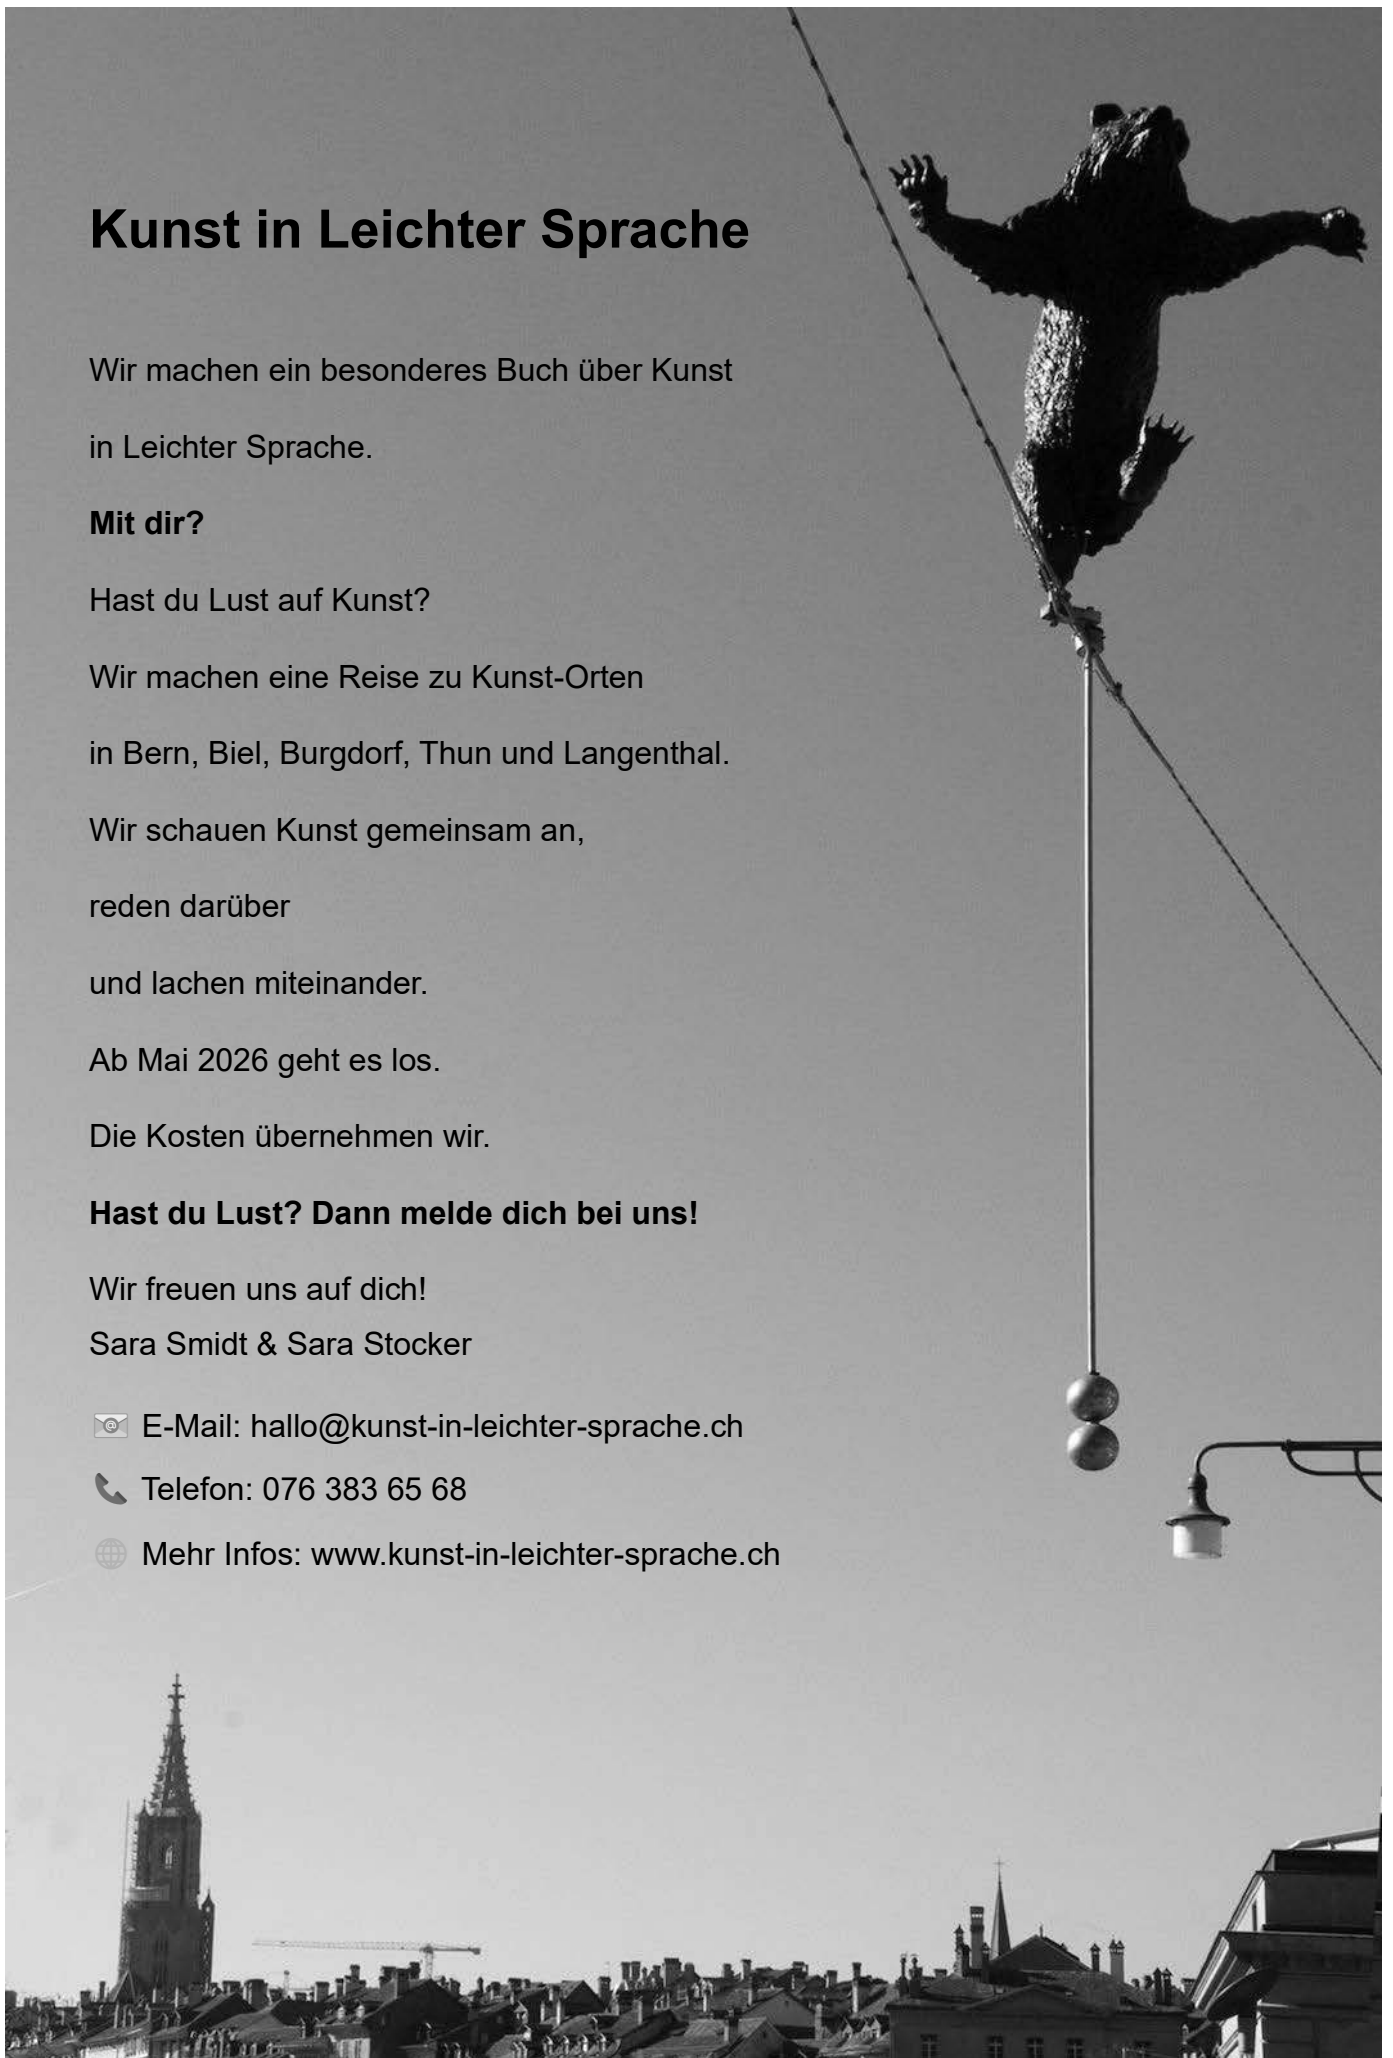 Kunst in Leichter Sprache
Wir machen ein besonderes Buch über Kunst
in Leichter Sprache.
Mit dir?
Hast du Lust auf Kunst?
Wir machen eine Reise zu Kunst-Orten
in Bern, Biel, Burgdorf, Thun und Langenthal.
Wir schauen Kunst gemeinsam an,
reden darüber
und lachen miteinander.
Ab Mai 2026 geht es los.
Die Kosten übernehmen wir.
Hast du Lust? Dann melde dich bei uns!
Wir freuen uns auf dich!
Sara Smidt & Sara Stocker
E-Mail: hallo@kunst-in-leichter-sprache.ch
Telefon: 076 383 65 68
Mehr Infos: www.kunst-in-leichter-sprache.ch